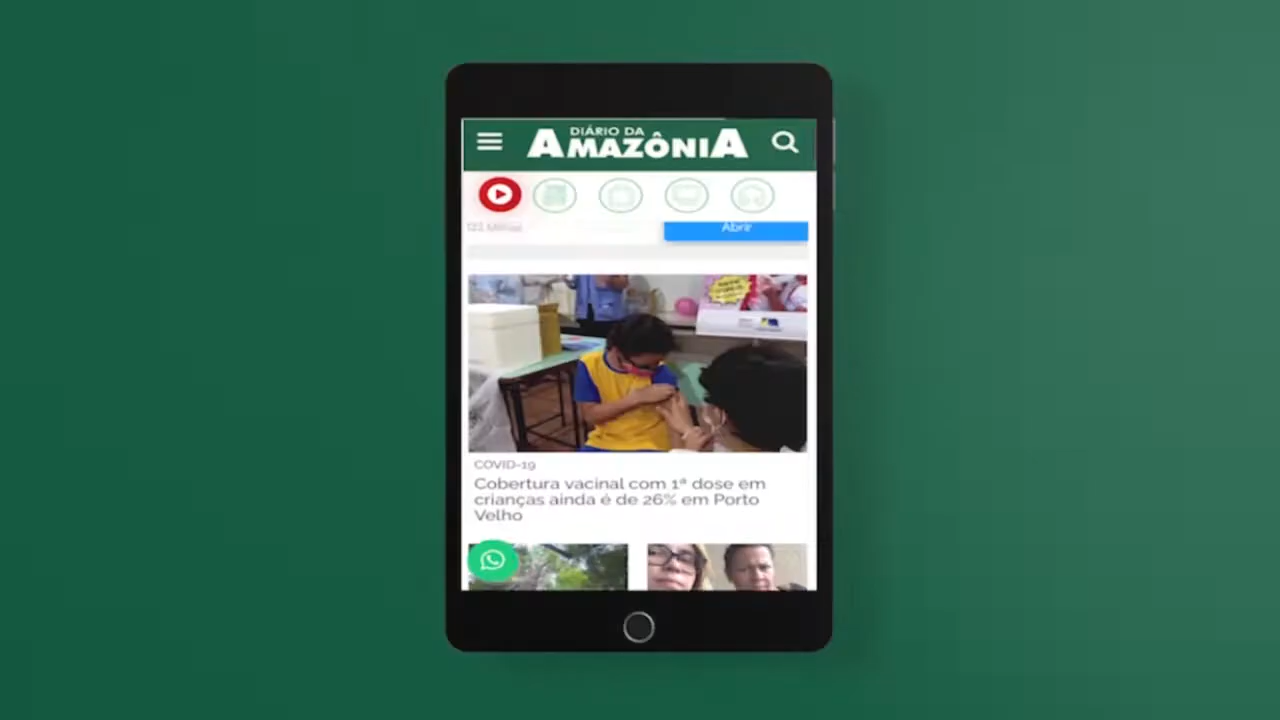 DIÁRIO DA
AMAZÔNIA
Abrir
COVID-19
Cobertura vacinal com 1ª dose em
crianças ainda é de 26% em Porto
Velho